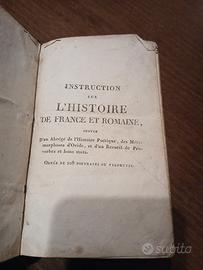 INSTRUCTION
SUR
L'HISTOIRE
DE FRANCE ET ROMAINE,
SUIVIE
D'un Abrégé de l'Histoire Poétique, des Méta-
morphoses d'Ovide, et d'un Recueil de Pro-
verbes et bons mots.
ORNÉE DE 108 PORTRAITS OU VIGNETTES.
subito